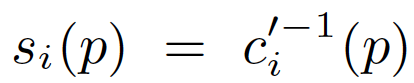 s_i(p) = c_i'^{-1}(p)